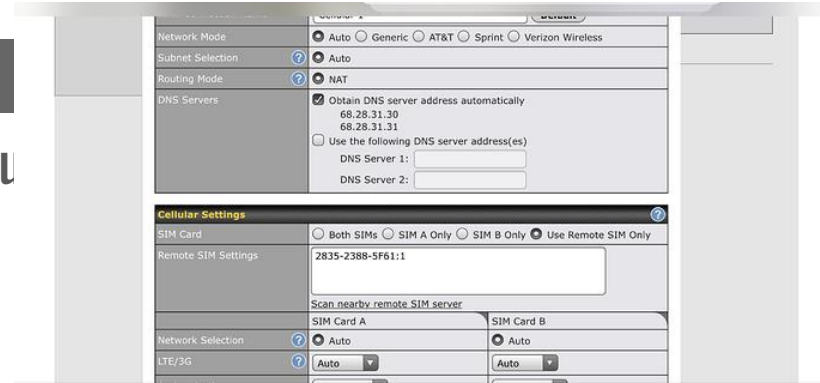 Cellular 1 Default
Network Mode Auto Generic AT&T Sprint Verizon Wireless
Subnet Selection ? Auto
Routing Mode ? NAT
DNS Servers Obtain DNS server address automatically
68.28.31.30
68.28.31.31
Use the following DNS server address(es)
DNS Server 1:
DNS Server 2:
Cellular Settings ?
SIM Card Both SIMs SIM A Only SIM B Only Use Remote SIM Only
Remote SIM Settings 2835-2388-5F61:1
Scan nearby remote SIM server
SIM Card A SIM Card B
Network Selection ? Auto Auto
LTE/3G ? Auto Auto